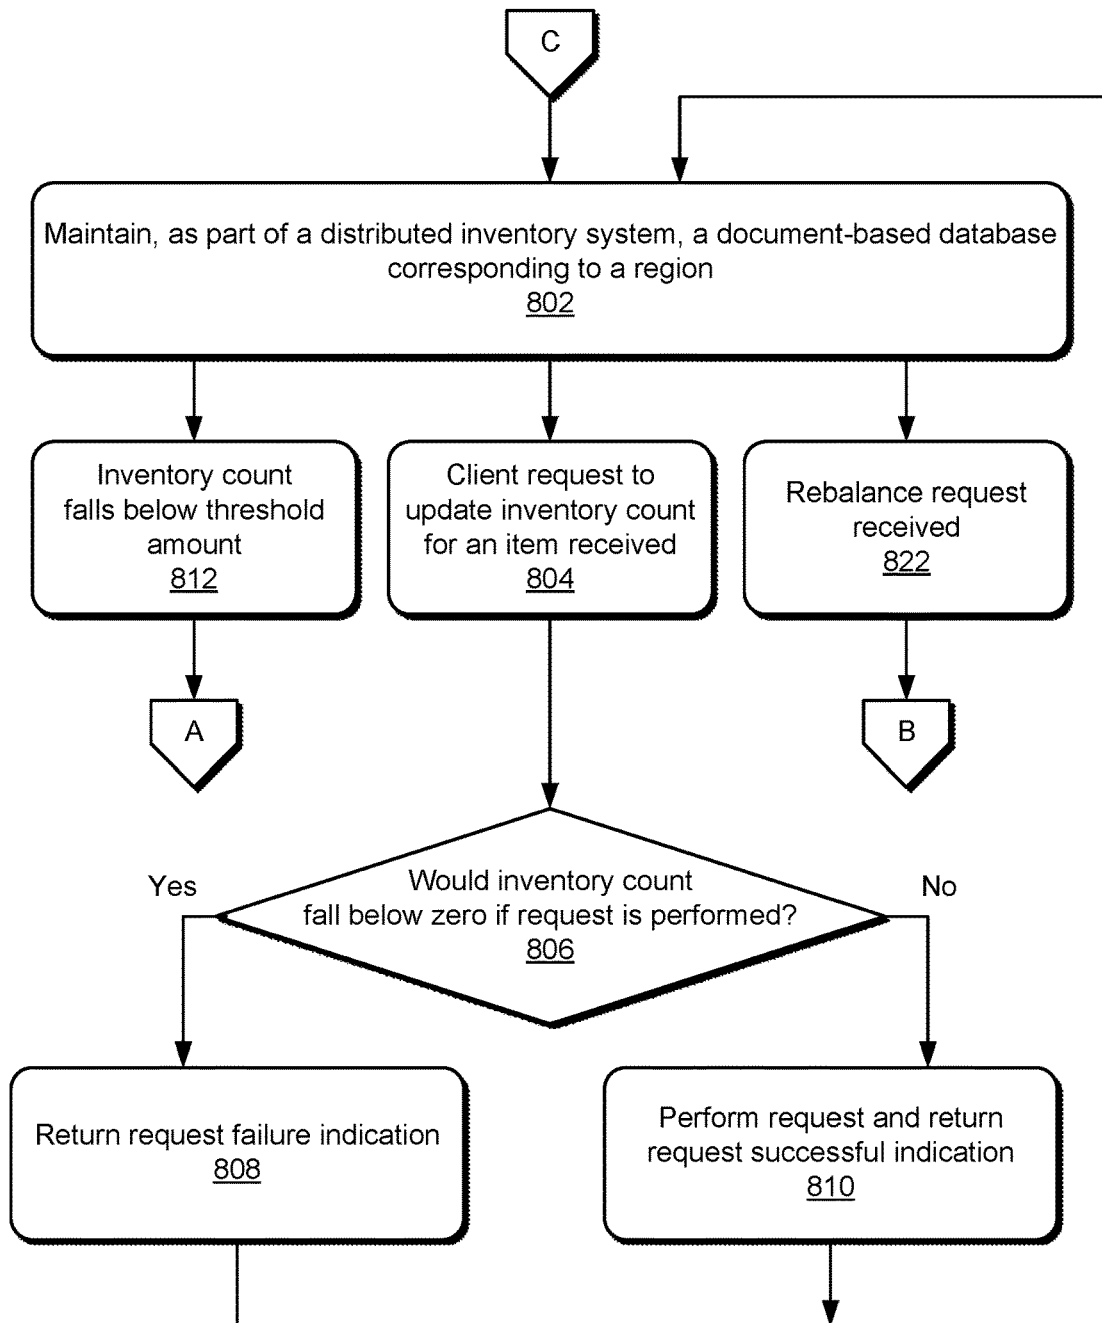 C
Maintain, as part of a distributed inventory system, a document-based database
corresponding to a region
802
Inventory count
falls below threshold
amount
812
Client request to
update inventory count
for an item received
804
Rebalance request
received
822
A
B
Would inventory count
fall below zero if request is performed?
806
Yes
No
Return request failure indication
808
Perform request and return
request successful indication
810